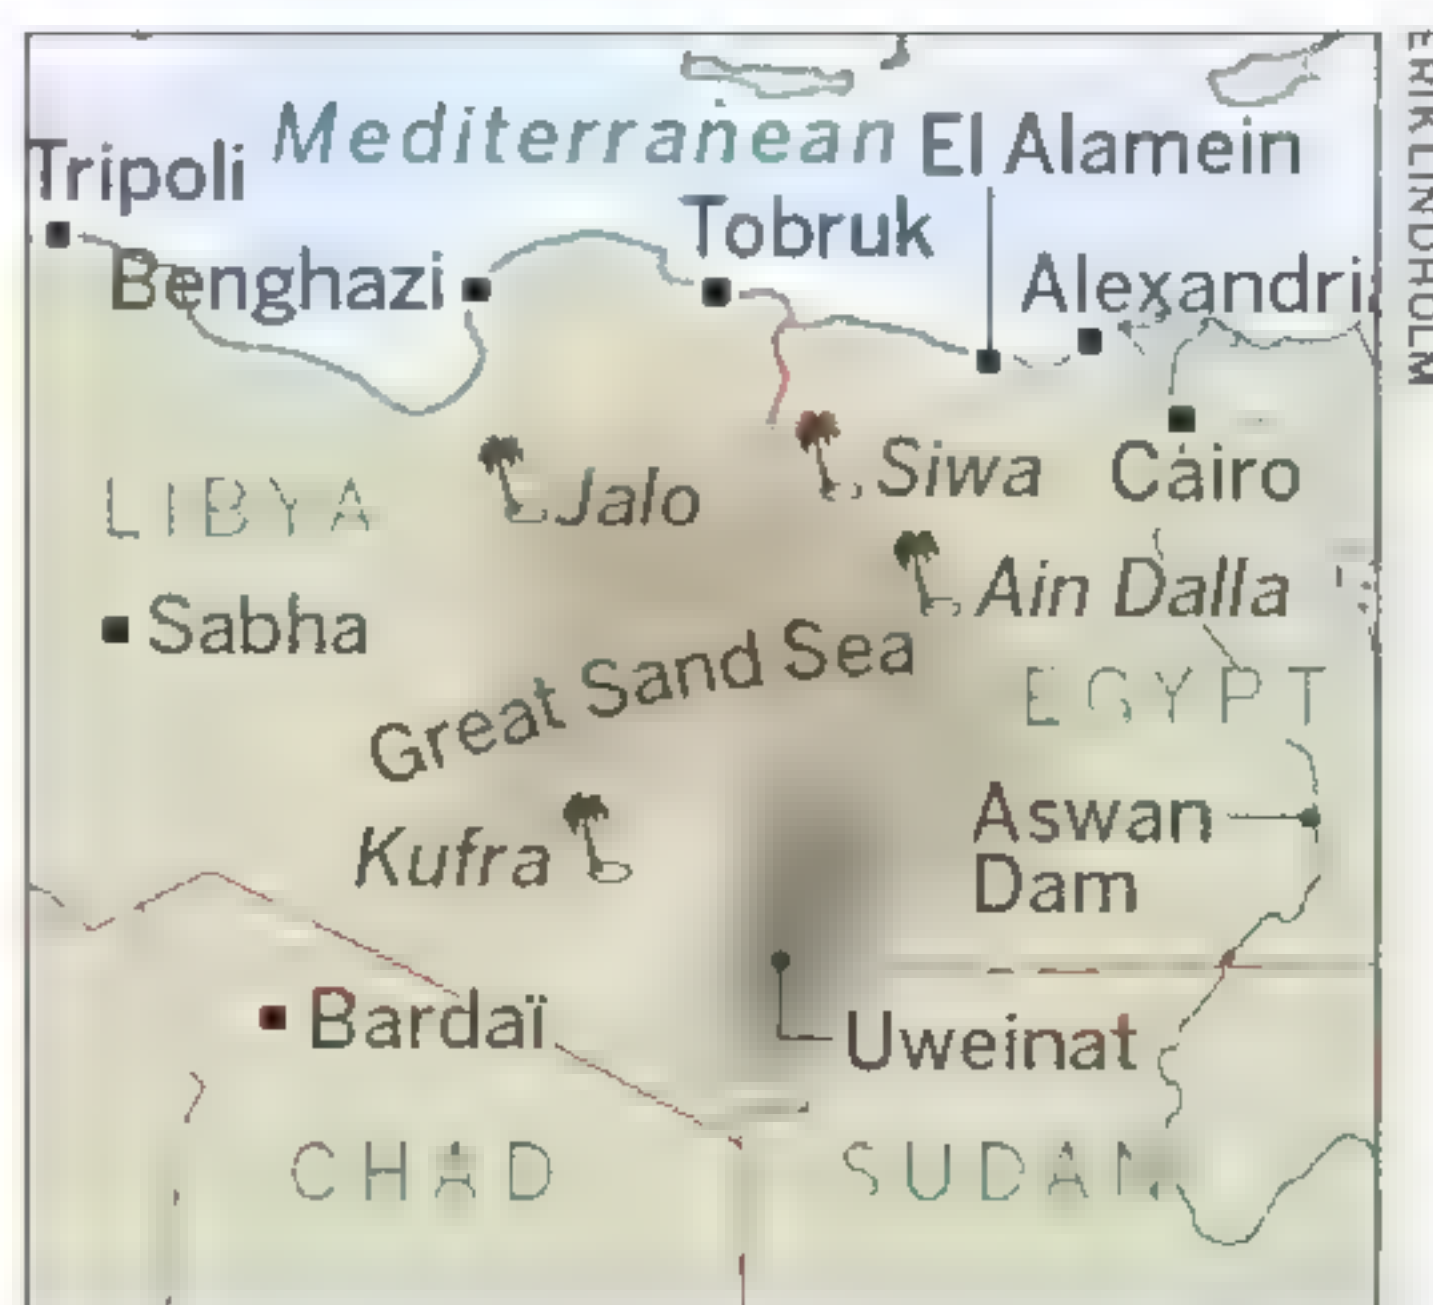 ERIK LINDHOLM
Mediterranean
El Alamein
Tripoli
Tobruk
Benghazi
Alexandria
Siwa
Cairo
Jalo
LIBYA
Ain Dalla
Sabha
Great Sand Sea
EGYPT
Aswan
Dam
Kufra
Bardaï
Uweinat
CHAD
SUDAN